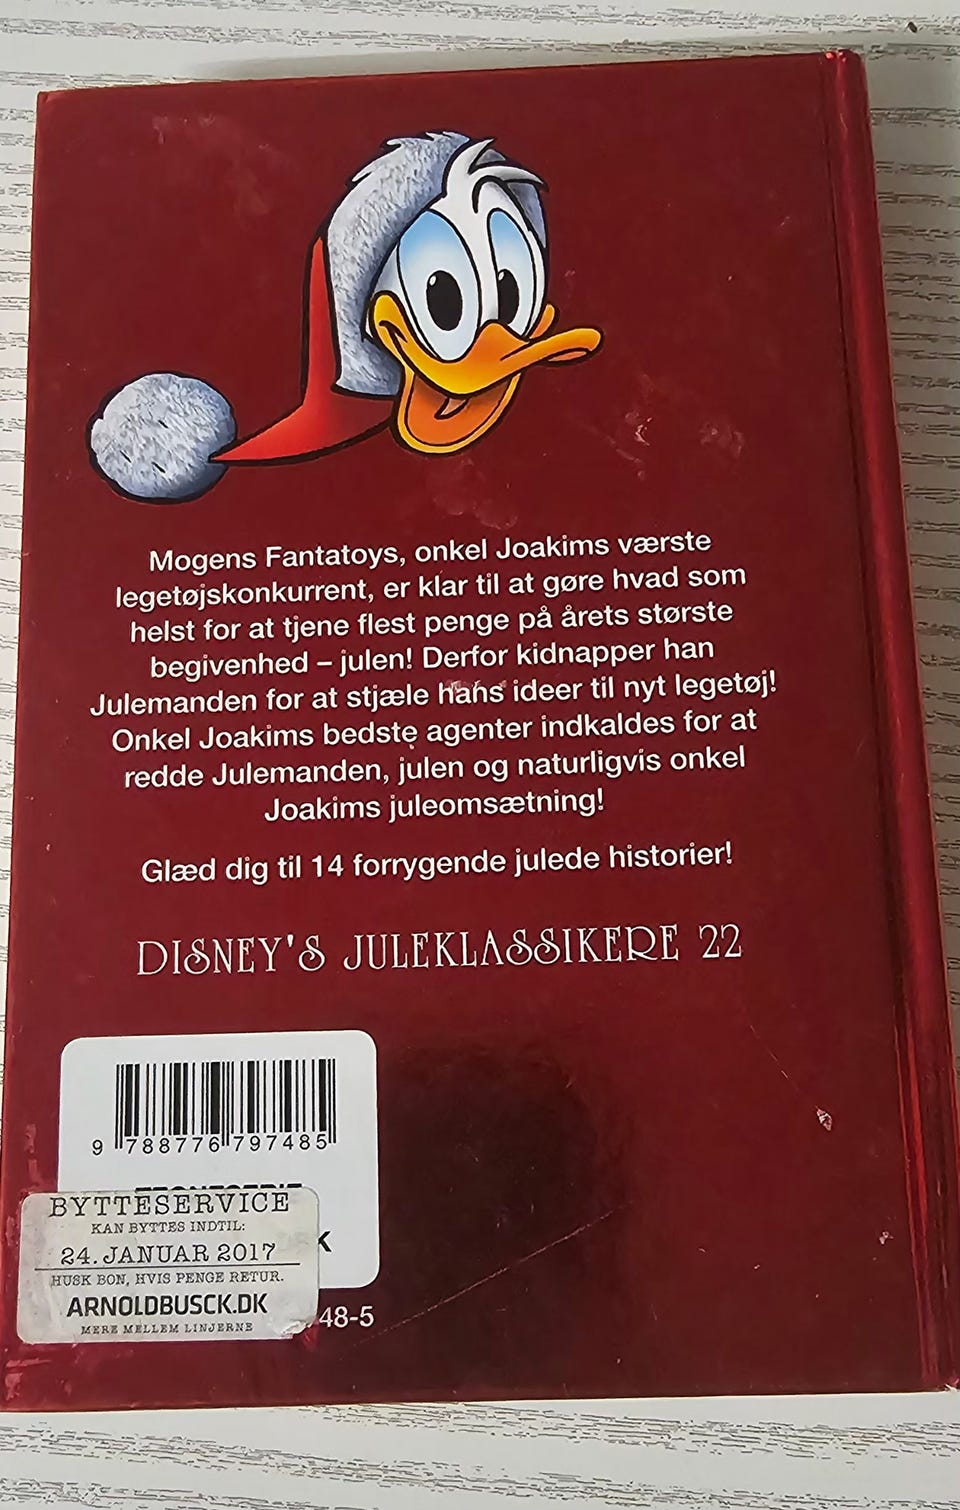 Mogens Fantatoys, onkel Joakims værste
legetøjskonkurrent, er klar til at gøre hvad som
helst for at tjene flest penge på årets største
begivenhed – julen! Derfor kidnapper han
Julemanden for at stjæle hans ideer til nyt legetøj!
Onkel Joakims bedste agenter indkaldes for at
redde Julemanden, julen og naturligvis onkel
Joakims juleomsætning!
Glæd dig til 14 forrygende julede historier!
DISNEY'S JULEKLASSIKERE 22
9 788776 797485
BYTTESERVICE
KAN BYTTES INDTIL:
24. JANUAR 2017
HUSK BON, HVIS PENGE RETUR.
ARNOLDBUSCK.DK
MERE MELLEM LINJERNE
48-5